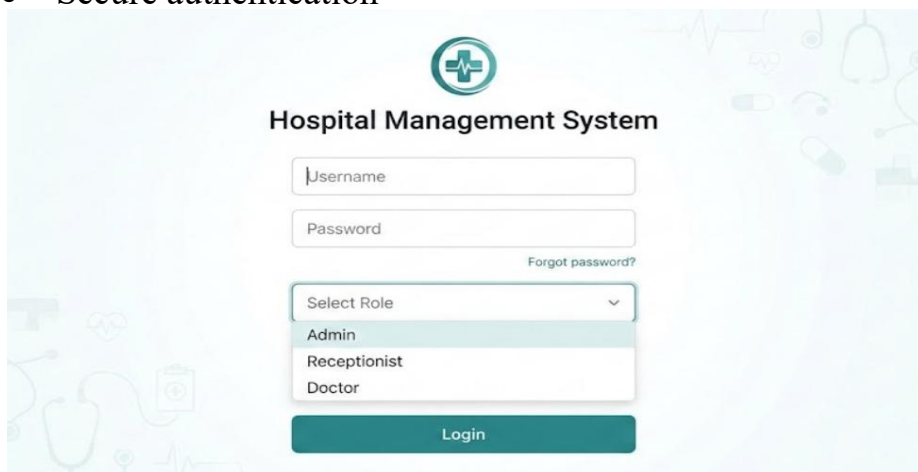 Secure authentication
Hospital Management System
Username
Password
Forgot password?
Select Role
Admin
Receptionist
Doctor
Login